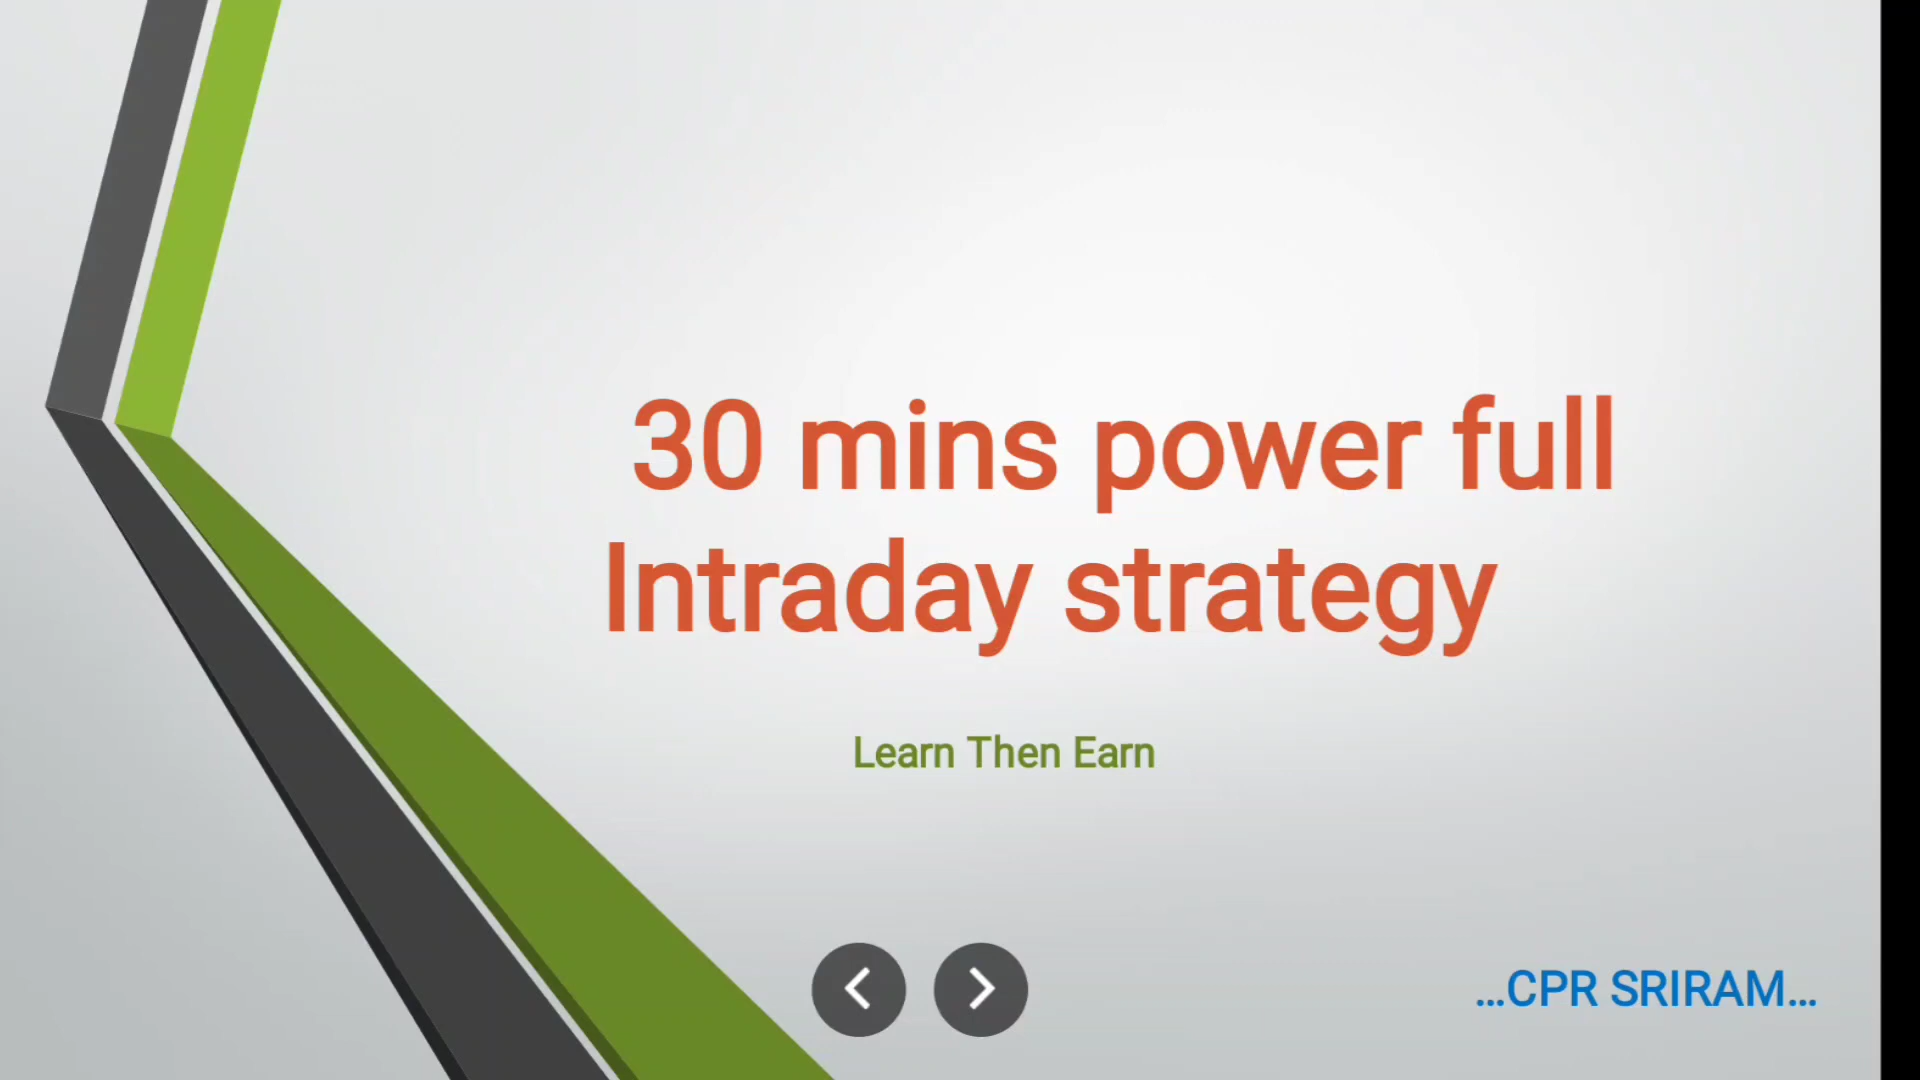 30 mins power full
Intraday strategy
Learn Then Earn
...CPR SRIRAM...